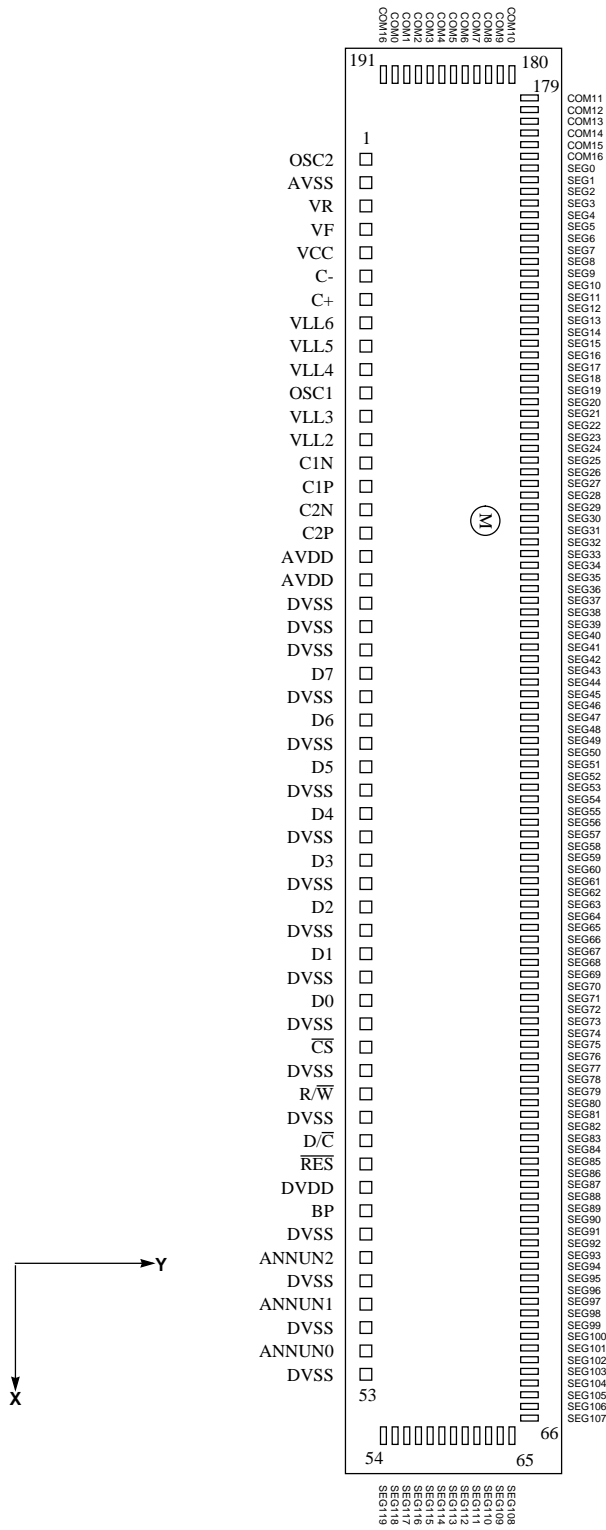 COM16
COM0
COM1
COM2
COM3
COM4
COM5
COM6
COM7
COM8
COM9
COM10
191
180
179
1
OSC2
AVSS
VR
VF
VCC
C-
C+
VLL6
VLL5
VLL4
OSC1
VLL3
VLL2
C1N
C1P
C2N
C2P
AVDD
AVDD
DVSS
DVSS
DVSS
D7
DVSS
D6
DVSS
D5
DVSS
D4
DVSS
D3
DVSS
D2
DVSS
D1
DVSS
D0
DVSS
C̅S̅
DVSS
R/W̅
DVSS
D/C̅
R̅E̅S̅
DVDD
BP
DVSS
ANNUN2
DVSS
ANNUN1
DVSS
ANNUN0
DVSS
53
M
COM11
COM12
COM13
COM14
COM15
COM16
SEG0
SEG1
SEG2
SEG3
SEG4
SEG5
SEG6
SEG7
SEG8
SEG9
SEG10
SEG11
SEG12
SEG13
SEG14
SEG15
SEG16
SEG17
SEG18
SEG19
SEG20
SEG21
SEG22
SEG23
SEG24
SEG25
SEG26
SEG27
SEG28
SEG29
SEG30
SEG31
SEG32
SEG33
SEG34
SEG35
SEG36
SEG37
SEG38
SEG39
SEG40
SEG41
SEG42
SEG43
SEG44
SEG45
SEG46
SEG47
SEG48
SEG49
SEG50
SEG51
SEG52
SEG53
SEG54
SEG55
SEG56
SEG57
SEG58
SEG59
SEG60
SEG61
SEG62
SEG63
SEG64
SEG65
SEG66
SEG67
SEG68
SEG69
SEG70
SEG71
SEG72
SEG73
SEG74
SEG75
SEG76
SEG77
SEG78
SEG79
SEG80
SEG81
SEG82
SEG83
SEG84
SEG85
SEG86
SEG87
SEG88
SEG89
SEG90
SEG91
SEG92
SEG93
SEG94
SEG95
SEG96
SEG97
SEG98
SEG99
SEG100
SEG101
SEG102
SEG103
SEG104
SEG105
SEG106
SEG107
Y
X
66
54
65
SEG119
SEG118
SEG117
SEG116
SEG115
SEG114
SEG113
SEG112
SEG111
SEG110
SEG109
SEG108